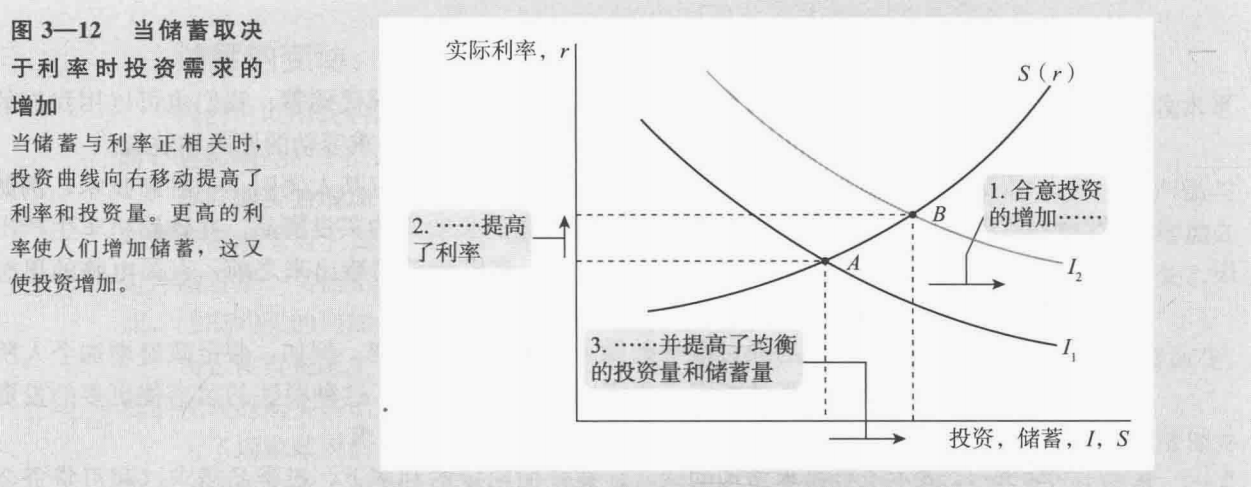 图 3—12 当储蓄取决
于利率时投资需求的
增加
当储蓄与利率正相关时，
投资曲线向右移动提高了
利率和投资量。更高的利
率使人们增加储蓄，这又
使投资增加。
实际利率，r
S（r）
1. 合意投资
的增加……
2. ……提高
了利率
B
A
I₂
I₁
3. ……并提高了均衡
的投资量和储蓄量
投资，储蓄，I，S